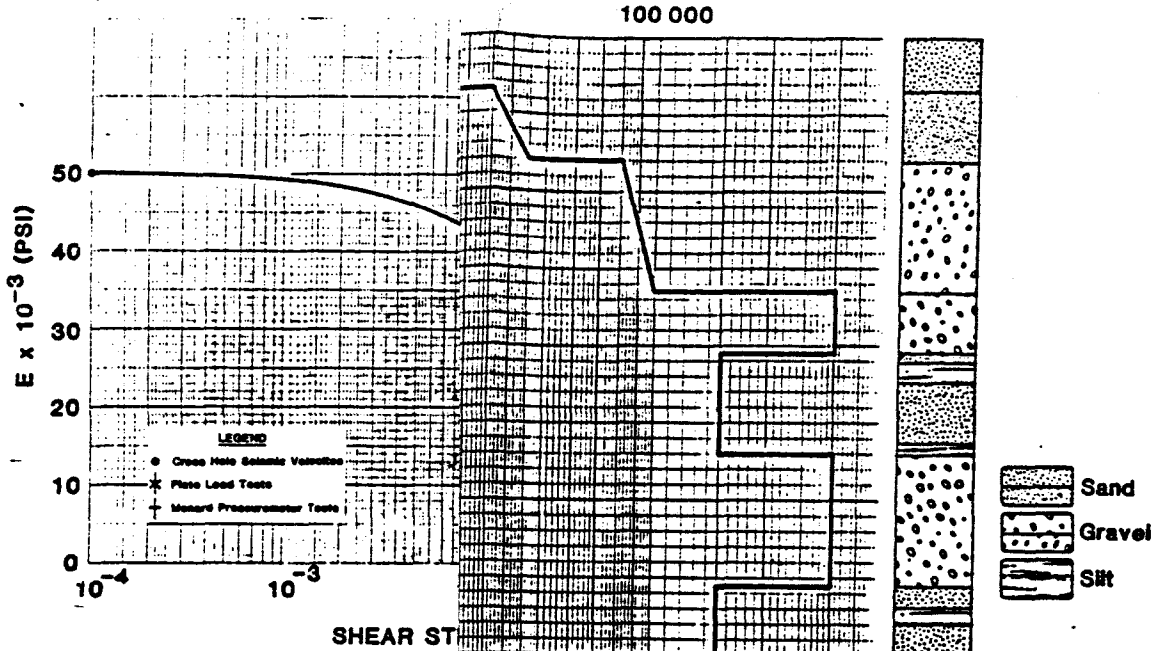 100 000
E x 10⁻³ (PSI)
50
40
30
20
10
0
10⁻⁴
10⁻³
LEGEND
Cross Hole Seismic Velocities
Plate Load Tests
Menard Pressuremeter Tests
SHEAR ST
Sand
Gravel
Silt